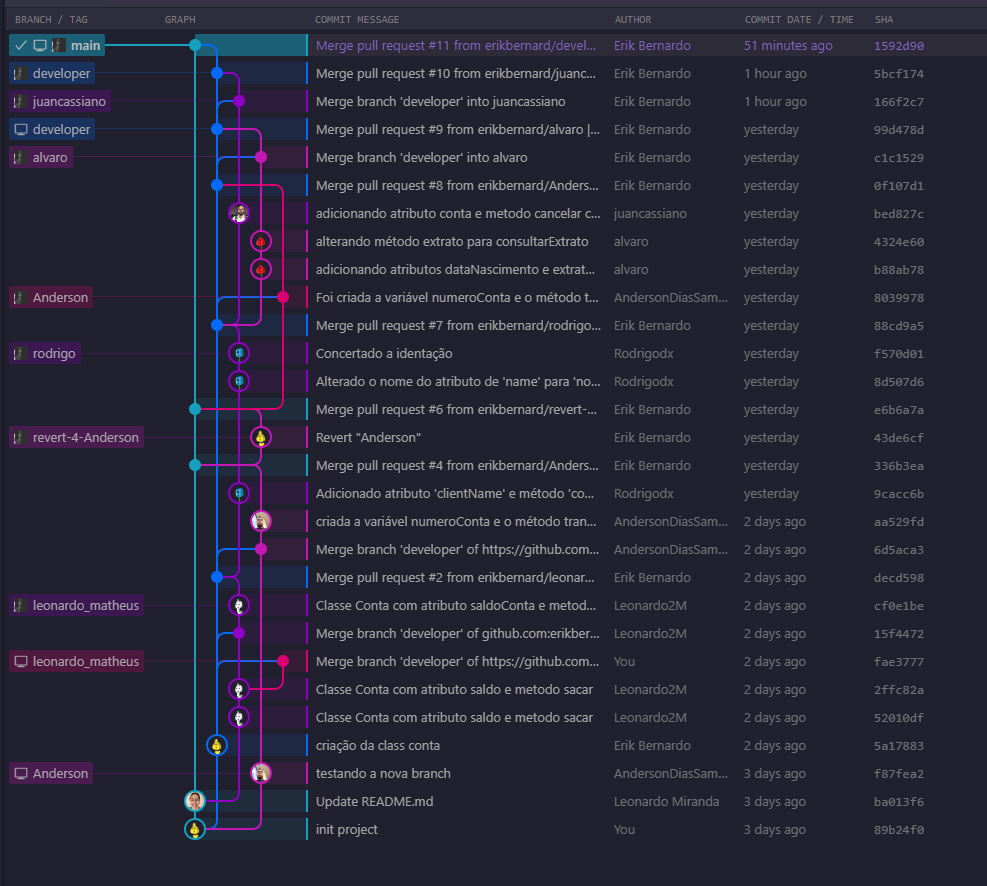 BRANCH / TAG GRAPH COMMIT MESSAGE AUTHOR COMMIT DATE / TIME SHA
main Merge pull request #11 from erikbernard/devel... Erik Bernardo 51 minutes ago 1592d90
developer Merge pull request #10 from erikbernard/juanc... Erik Bernardo 1 hour ago 5bcf174
juancassiano Merge branch 'developer' into juancassiano Erik Bernardo 1 hour ago 166f2c7
developer Merge pull request #9 from erikbernard/alvaro |... Erik Bernardo yesterday 99d478d
alvaro Merge branch 'developer' into alvaro Erik Bernardo yesterday c1c1529
Merge pull request #8 from erikbernard/Anders... Erik Bernardo yesterday 0f107d1
adicionando atributo conta e metodo cancelar c... juancassiano yesterday bed827c
alterando método extrato para consultarExtrato alvaro yesterday 4324e60
adicionando atributos dataNascimento e extrat... alvaro yesterday b88ab78
Anderson Foi criada a variável numeroConta e o método t... AndersonDiasSam... yesterday 8039978
Merge pull request #7 from erikbernard/rodrigo... Erik Bernardo yesterday 88cd9a5
rodrigo Concertado a identação Rodrigodx yesterday f570d01
Alterado o nome do atributo de 'name' para 'no... Rodrigodx yesterday 8d507d6
Merge pull request #6 from erikbernard/revert-... Erik Bernardo yesterday e6b6a7a
revert-4-Anderson Revert "Anderson" Erik Bernardo yesterday 43de6cf
Merge pull request #4 from erikbernard/Anders... Erik Bernardo yesterday 336b3ea
Adicionado atributo 'clientName' e método 'co... Rodrigodx yesterday 9cacc6b
criada a variável numeroConta e o método tran... AndersonDiasSam... 2 days ago aa529fd
Merge branch 'developer' of https://github.com... AndersonDiasSam... 2 days ago 6d5aca3
Merge pull request #2 from erikbernard/leonar... Erik Bernardo 2 days ago decd598
leonardo_matheus Classe Conta com atributo saldoConta e metod... Leonardo2M 2 days ago cf0e1be
Merge branch 'developer' of github.com:erikber... Leonardo2M 2 days ago 15f4472
leonardo_matheus Merge branch 'developer' of https://github.com... You 2 days ago fae3777
Classe Conta com atributo saldo e metodo sacar Leonardo2M 2 days ago 2ffc82a
Classe Conta com atributo saldo e metodo sacar Leonardo2M 2 days ago 52010df
criação da class conta Erik Bernardo 2 days ago 5a17883
Anderson testando a nova branch AndersonDiasSam... 3 days ago f87fea2
Update README.md Leonardo Miranda 3 days ago ba013f6
init project You 3 days ago 89b24f0